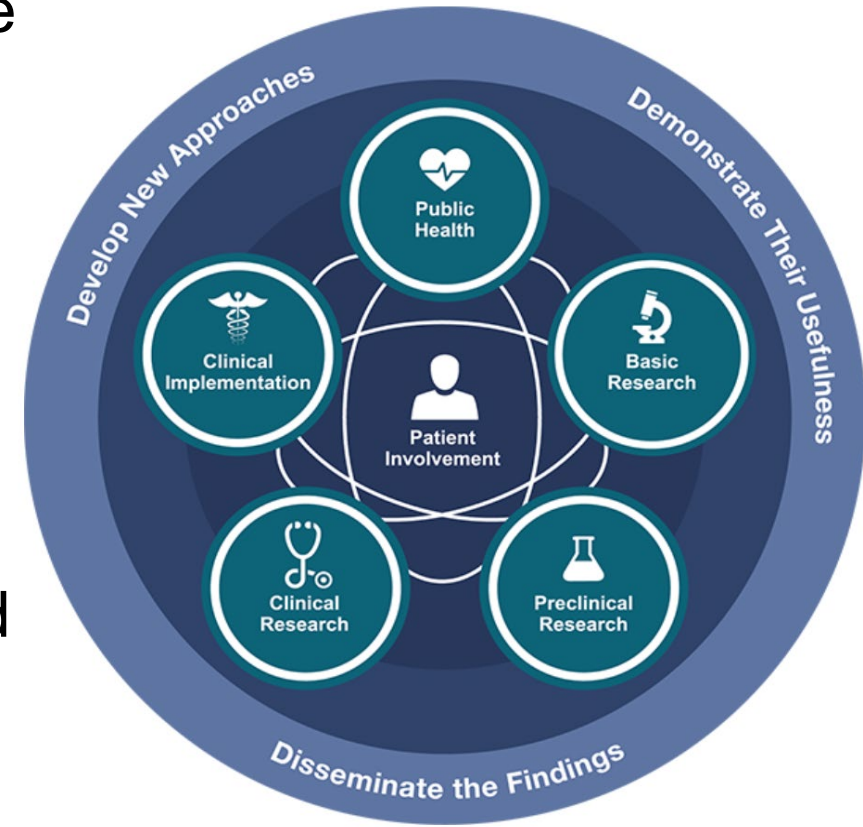 e
Develop New Approaches
Demonstrate Their Usefulness
Public
Health
Clinical
Implementation
Basic
Research
Patient
Involvement
d
Clinical
Research
Preclinical
Research
Disseminate the Findings